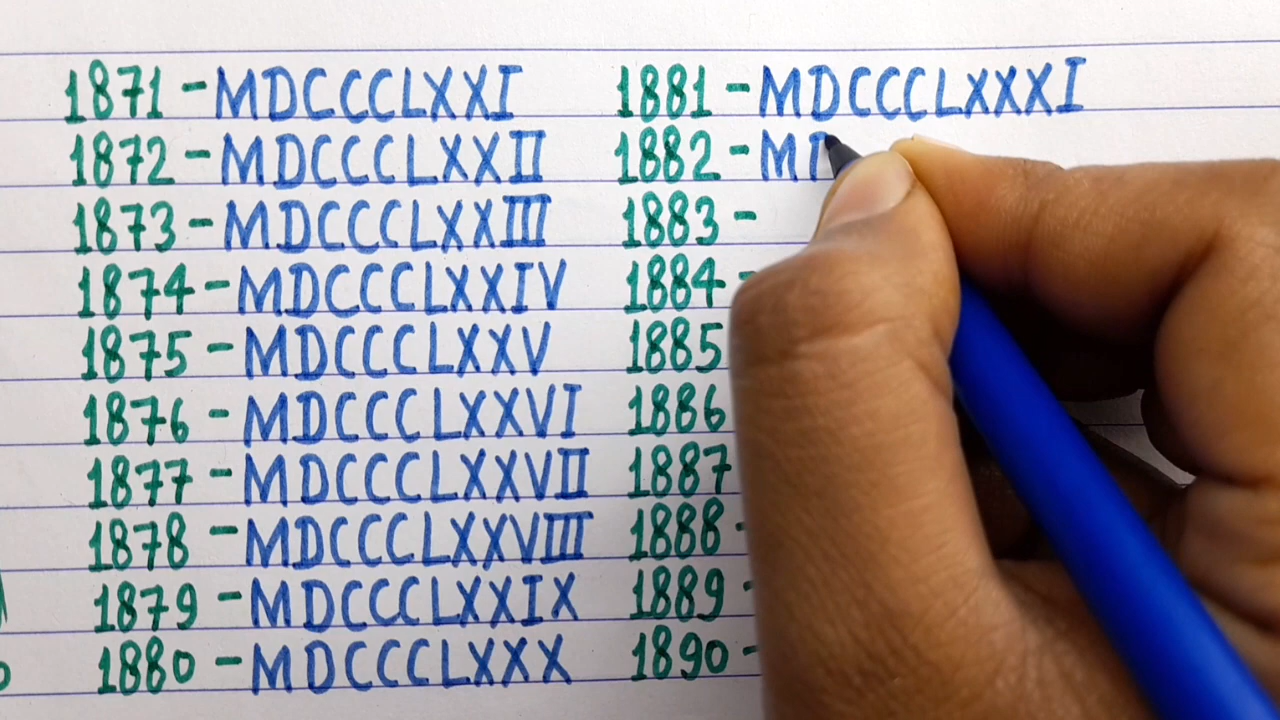 1871 - MDCCCLXXI
1872 - MDCCCLXXII
1873 - MDCCCLXXIII
1874 - MDCCCLXXIV
1875 - MDCCCLXXV
1876 - MDCCCLXXVI
1877 - MDCCCLXXVII
1878 - MDCCCLXXVIII
1879 - MDCCCLXXIX
1880 - MDCCCLXXX
1881 - MDCCCLXXXI
1882 - MD
1883 -
1884 -
1885
1886
1887
1888 -
1889 -
1890 -